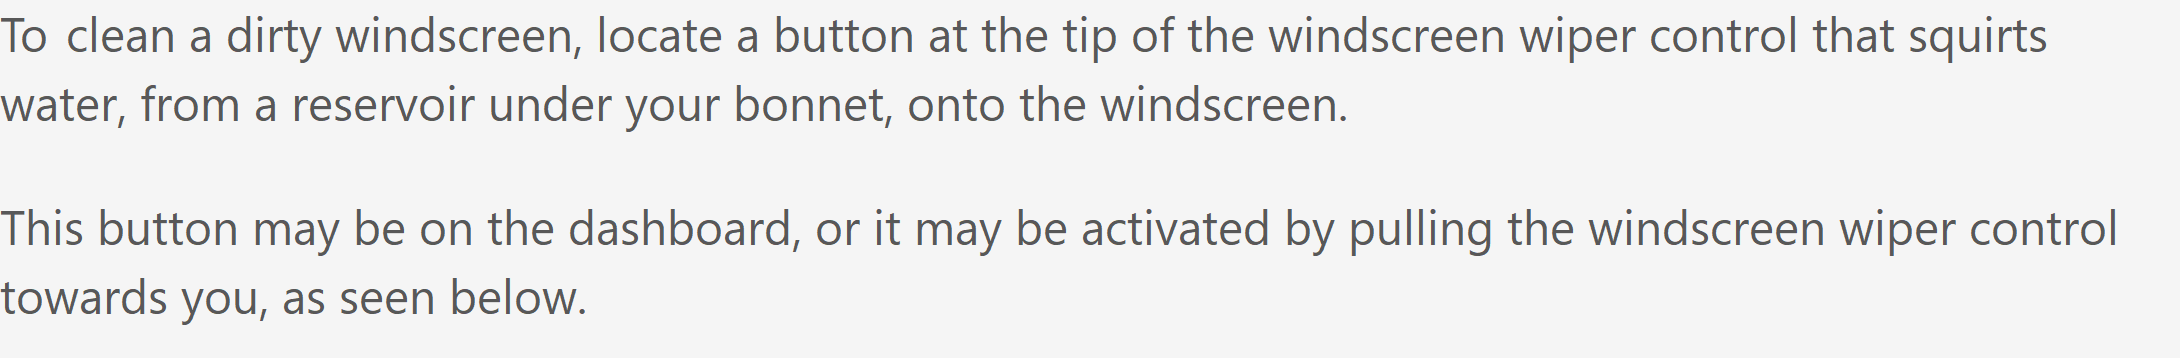 To clean a dirty windscreen, locate a button at the tip of the windscreen wiper control that squirts
water, from a reservoir under your bonnet, onto the windscreen.
This button may be on the dashboard, or it may be activated by pulling the windscreen wiper control
towards you, as seen below.